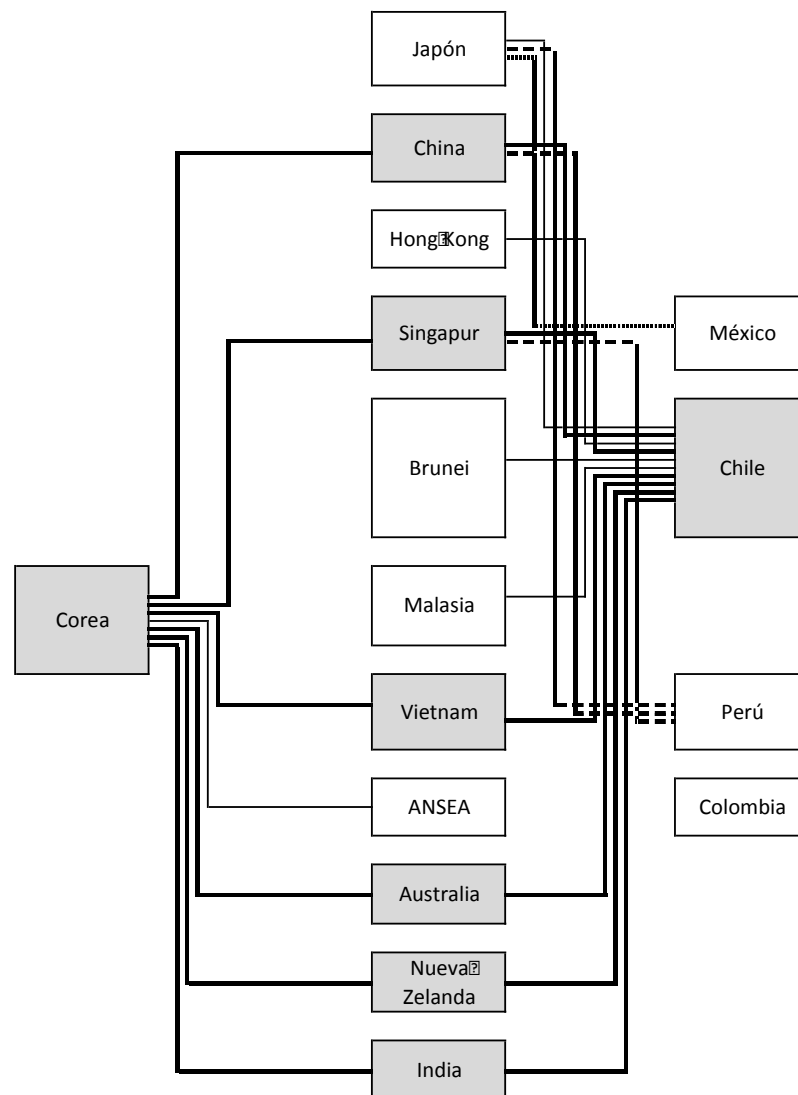 Japón
China
Hong Kong
Singapur
México
Brunei
Chile
Malasia
Corea
Vietnam
Perú
ANSEA
Colombia
Australia
Nueva
Zelanda
India